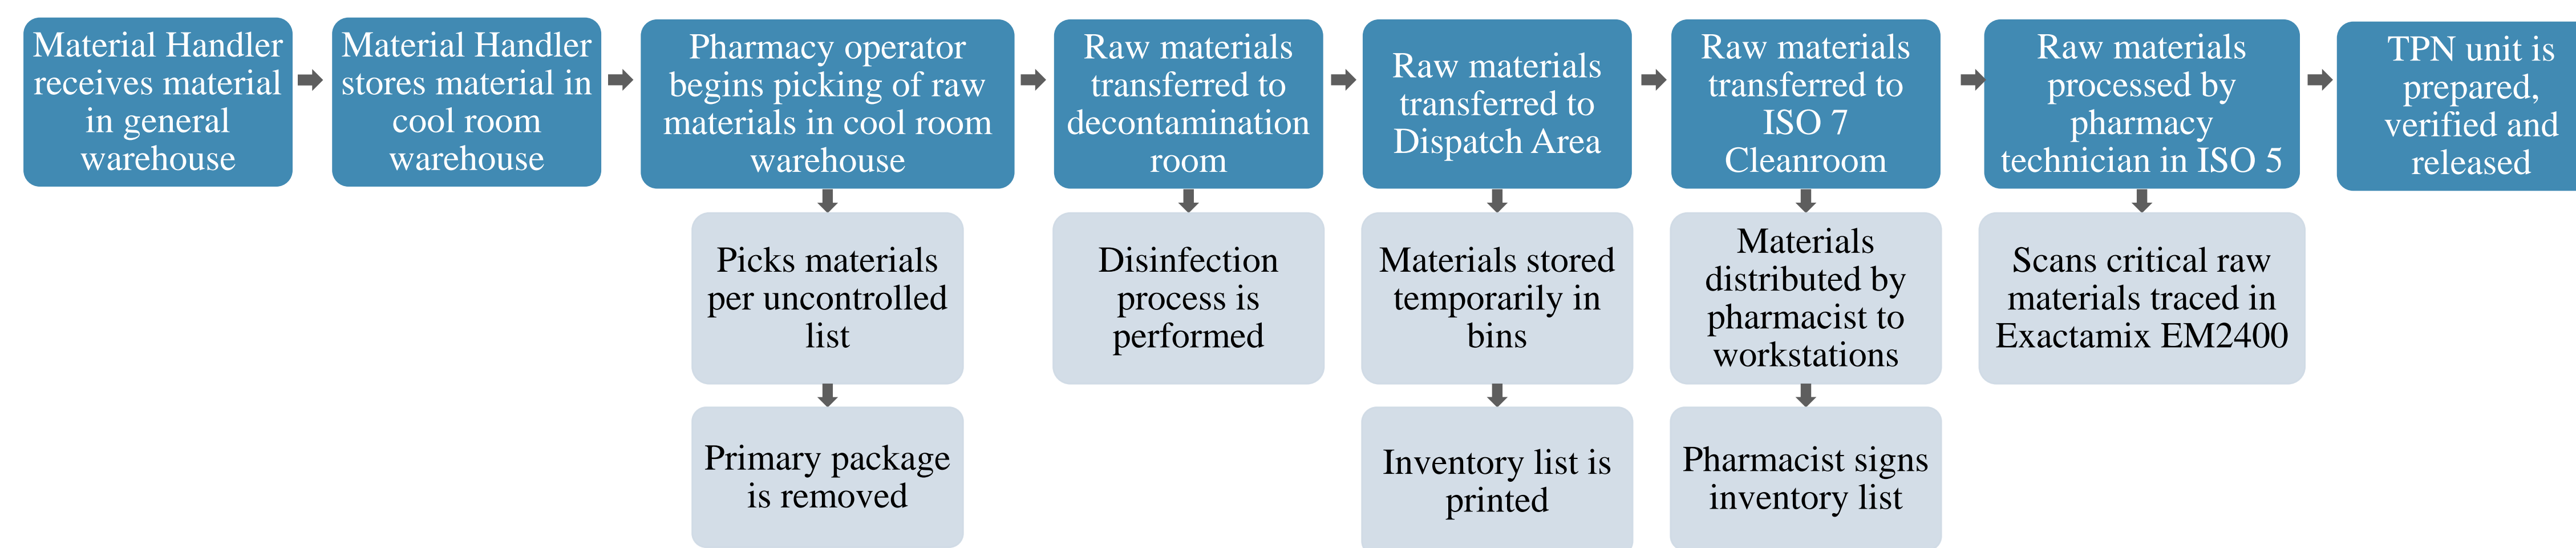 Material Handler
receives material
in general
warehouse
Material Handler
stores material in
cool room
warehouse
Pharmacy operator
begins picking of raw
materials in cool room
warehouse
Raw materials
transferred to
decontamination
room
Raw materials
transferred to
Dispatch Area
Raw materials
transferred to
ISO 7
Cleanroom
Raw materials
processed by
pharmacy
technician in ISO 5
TPN unit is
prepared,
verified and
released
Picks materials
per uncontrolled
list
Disinfection
process is
performed
Materials stored
temporarily in
bins
Materials
distributed by
pharmacist to
workstations
Scans critical raw
materials traced in
Exactamix EM2400
Primary package
is removed
Inventory list is
printed
Pharmacist signs
inventory list